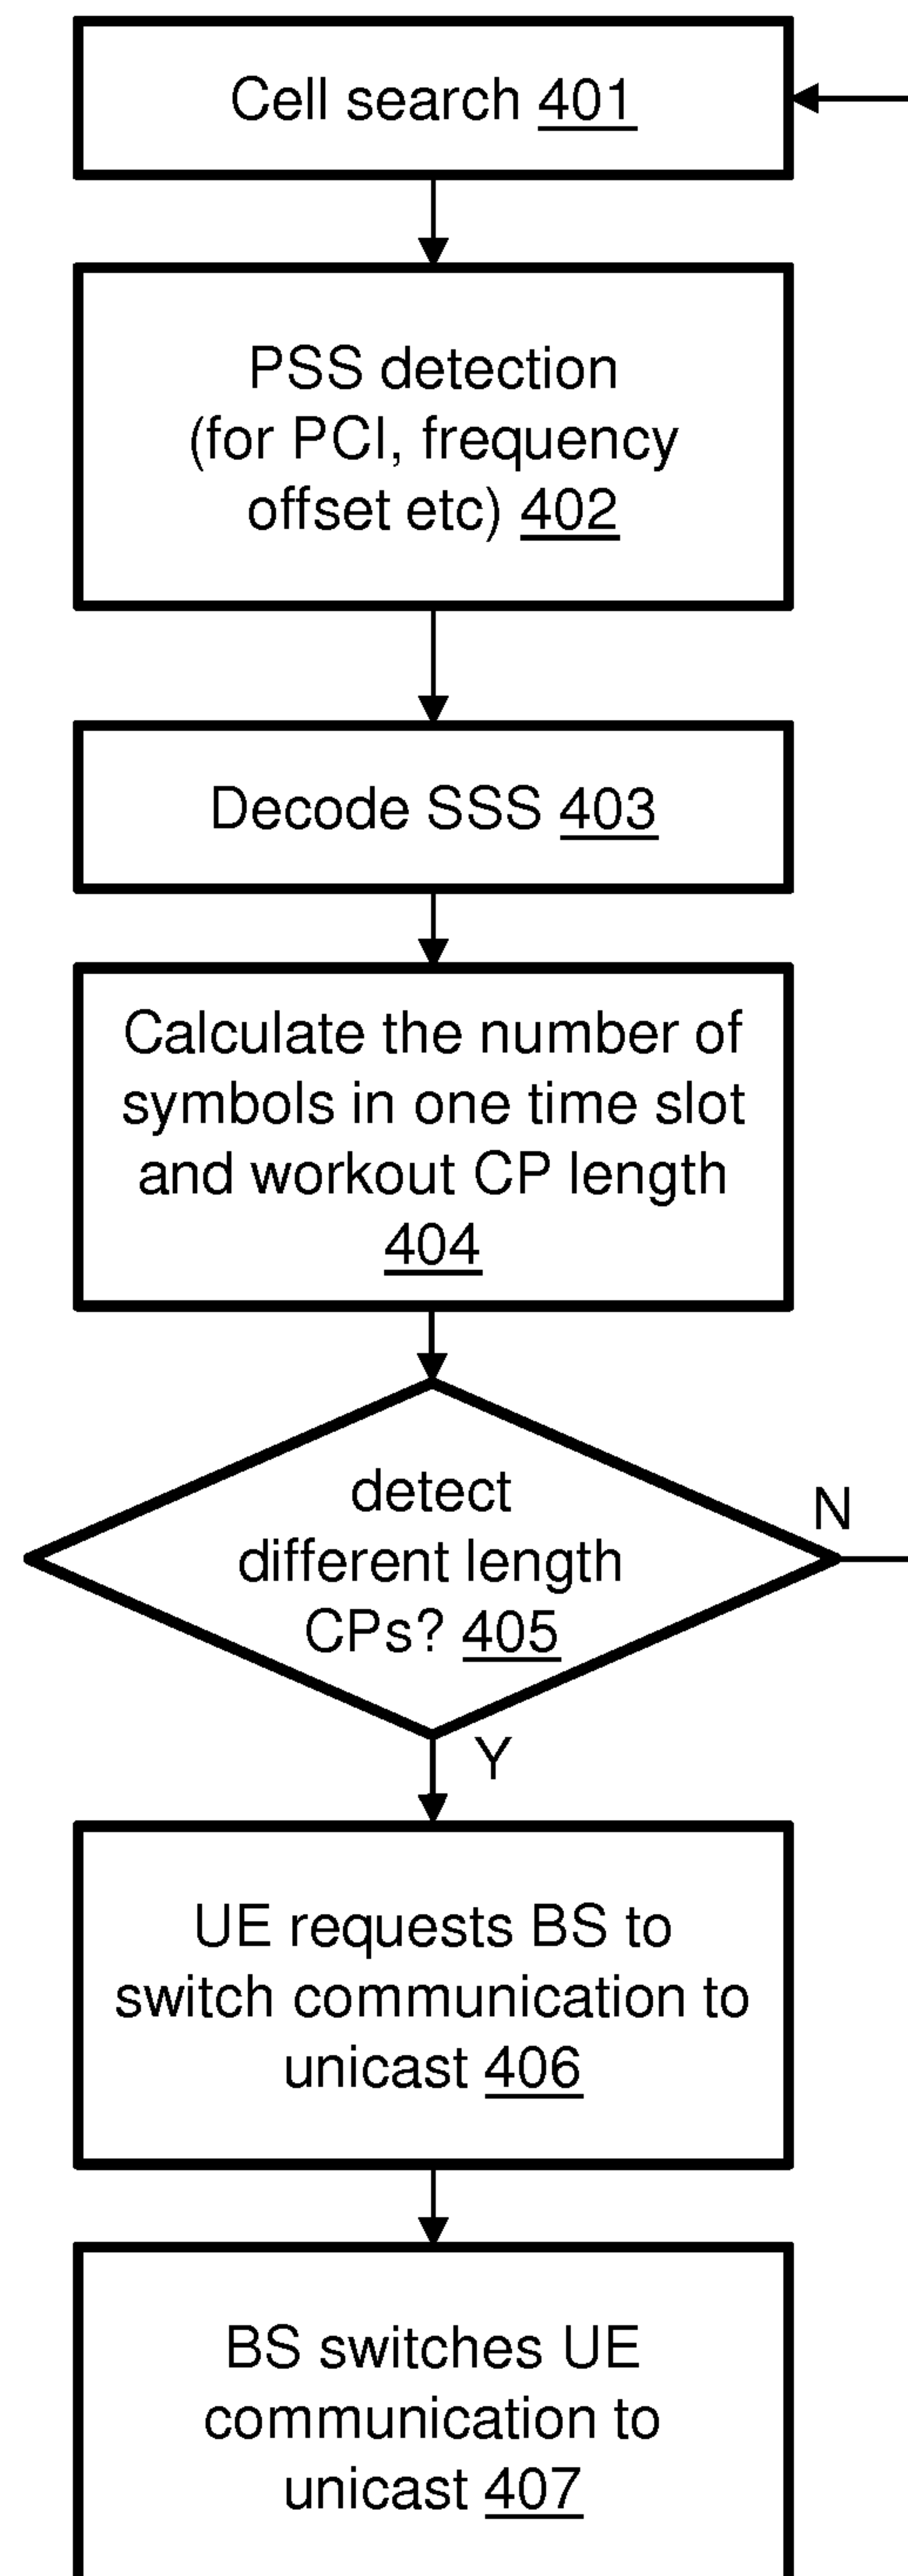 Cell search 401
PSS detection
(for PCI, frequency
offset etc) 402
Decode SSS 403
Calculate the number of
symbols in one time slot
and workout CP length
404
detect
different length
CPs? 405
N
Y
UE requests BS to
switch communication to
unicast 406
BS switches UE
communication to
unicast 407